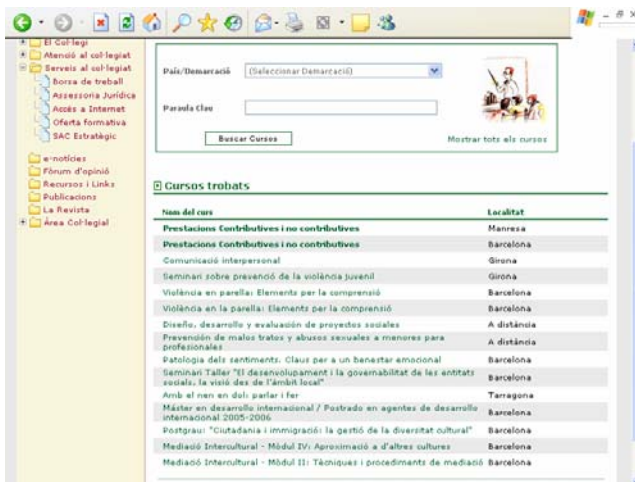 El Col·legi
Atenció al col·legiat
Serveis al col·legiat
Borsa de treball
Assessoria Jurídica
Accés a Internet
Oferta formativa
SAC Estratègic
e-notícies
Fòrum d'opinió
Recursos i Links
Publicacions
La Revista
Àrea Col·legial
País/Demarcació
(Seleccionar Demarcació)
Paraula Clau
Buscar Cursos
Mostrar tots els cursos
Cursos trobats
Nom del curs Localitat
Prestacions Contributives i no contributives Manresa
Prestacions Contributives i no contributives Barcelona
Comunicació interpersonal Girona
Seminari sobre prevenció de la violència juvenil Girona
Violència en parella: Elements per la comprensió Barcelona
Violència en la parella: Elements per la comprensió Barcelona
Diseño, desarrollo y evaluación de proyectos sociales A distància
Prevención de malos tratos y abusos sexuales a menores para
profesionales A distància
Patologia dels sentiments. Claus per a un benestar emocional Barcelona
Seminari Taller "El desenvolupament i la governabilitat de les entitats
socials, la visió des de l'àmbit local" Barcelona
Amb el nen en dol: parlar i fer Tarragona
Máster en desarrollo internacional / Postrado en agentes de desarrollo
internacional 2005-2006 Barcelona
Postgrau: "Ciutadania i immigració: la gestió de la diversitat cultural" Barcelona
Mediació Intercultural - Mòdul IV: Aproximació a d'altres cultures Barcelona
Mediació Intercultural - Mòdul II: Tècniques i procediments de mediació Barcelona